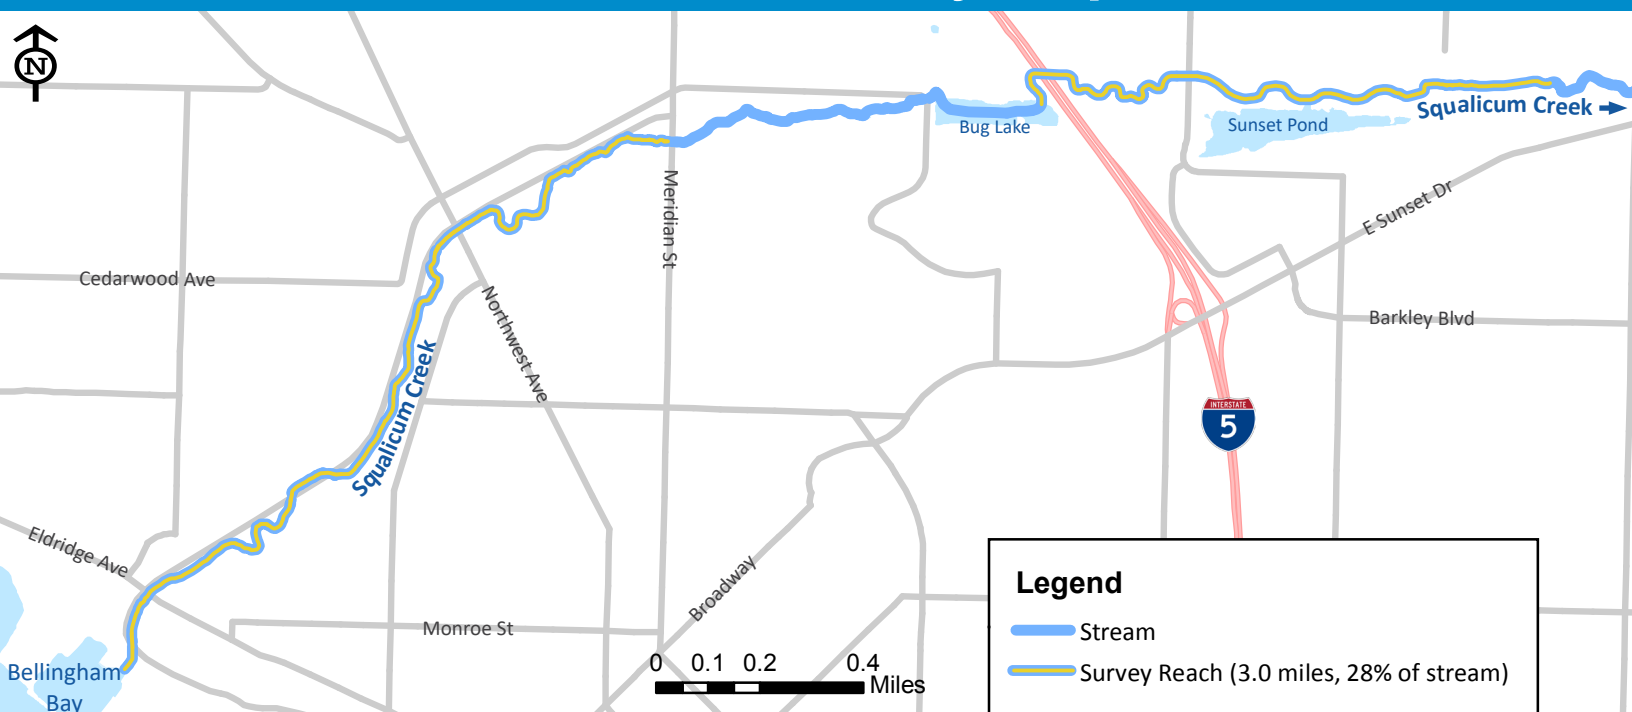 N
Bug Lake
Sunset Pond
Squalicum Creek
Meridian St
E Sunset Dr
Cedarwood Ave
Northwest Ave
Barkley Blvd
Squalicum Creek
INTERSTATE
5
Eldridge Ave
Broadway
Monroe St
Bellingham
Bay
0 0.1 0.2 0.4
Miles
Legend
Stream
Survey Reach (3.0 miles, 28% of stream)